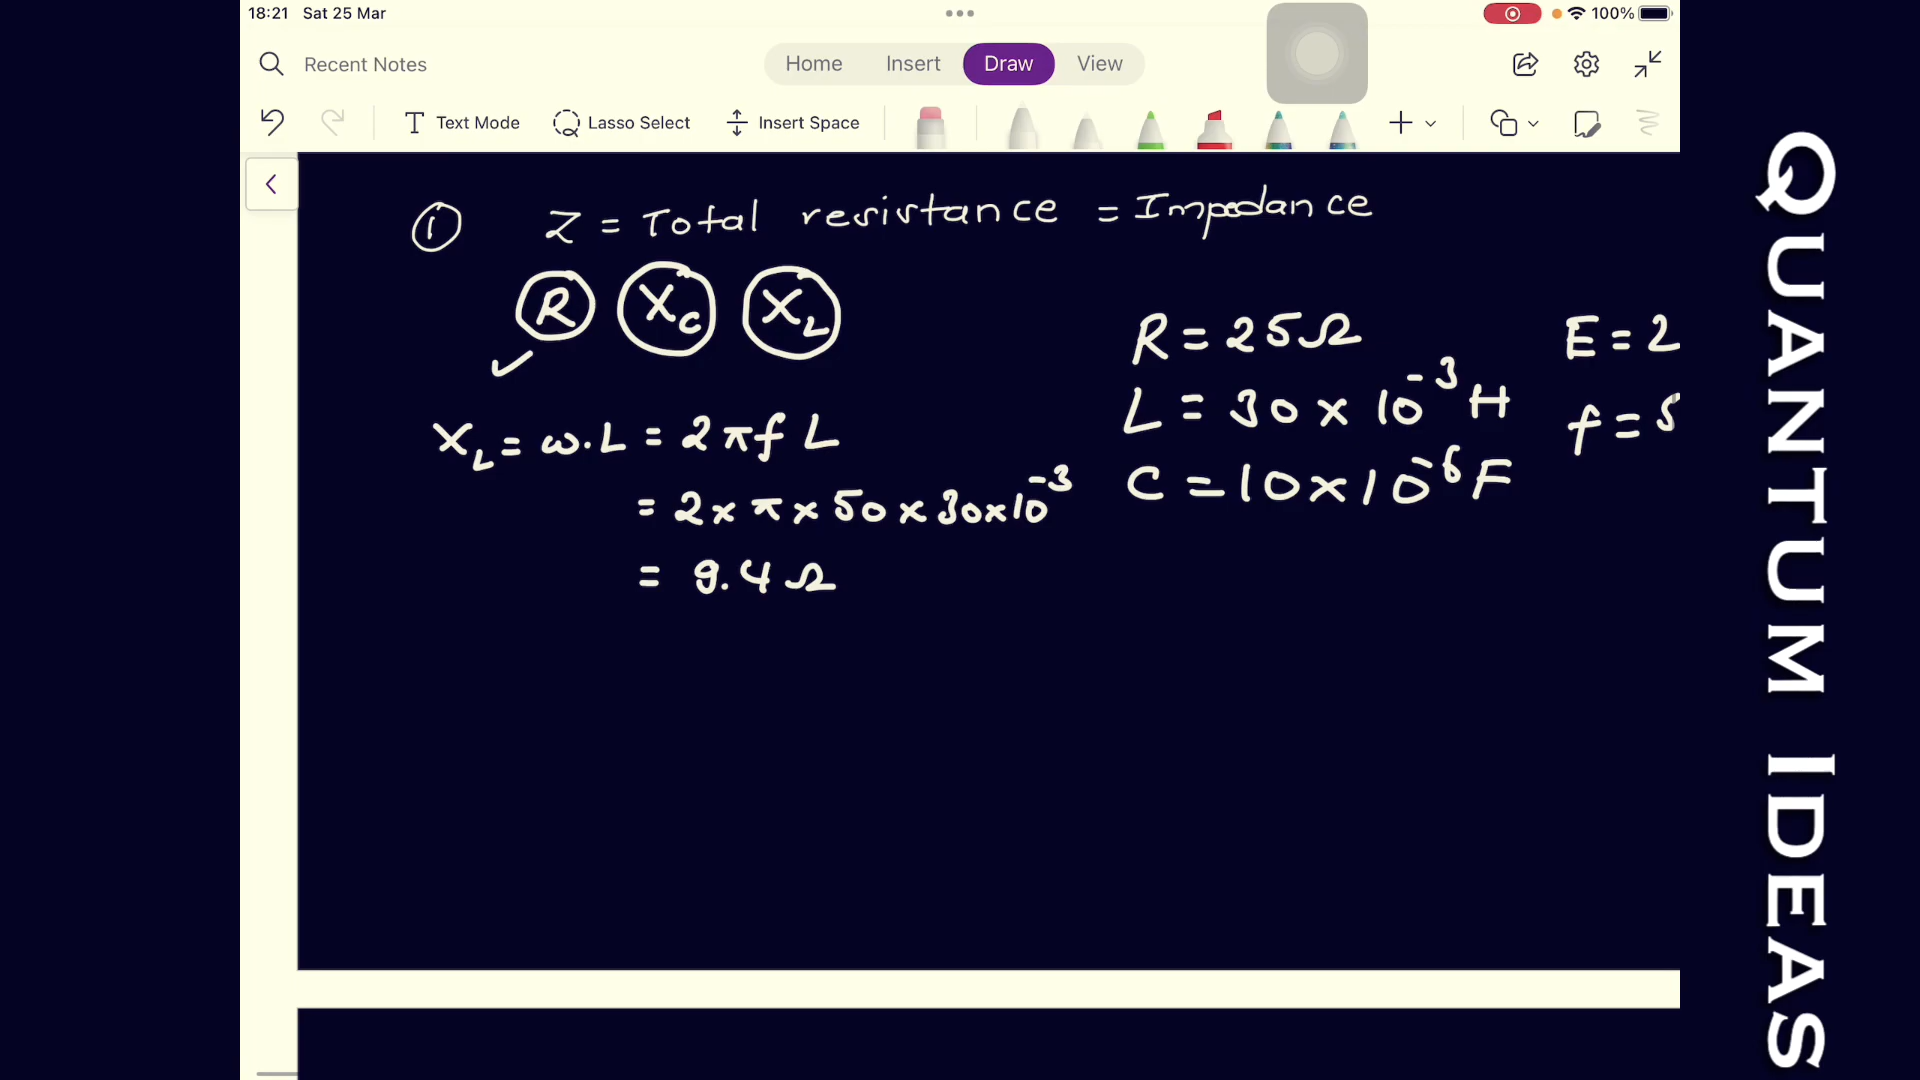 18:21 Sat 25 Mar
100%
Recent Notes
Home Insert Draw View
Text Mode Lasso Select Insert Space
① Z = Total resistance = Impedance
R Xc XL
R = 25Ω
E = 2
L = 30 × 10⁻³ H
f = 5
C = 10×10⁻⁶ F
XL = ω.L = 2πf L
= 2 × π × 50 × 30×10⁻³
= 9.4 Ω
QUANTUM IDEAS